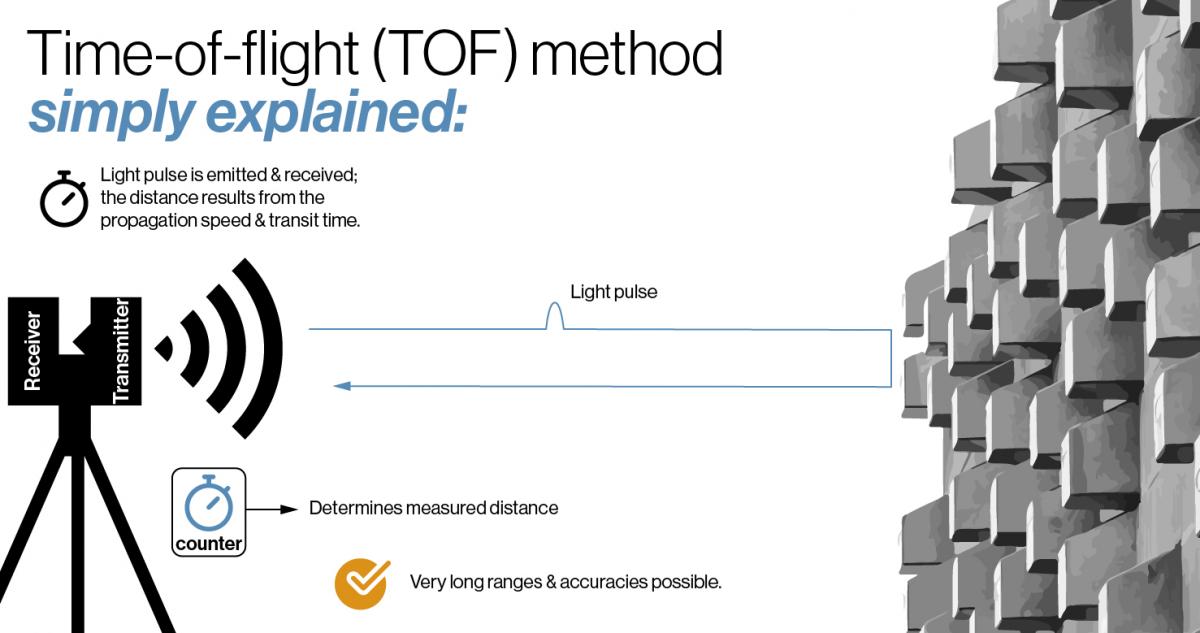 Time-of-flight (TOF) method
simply explained:
Light pulse is emitted & received;
the distance results from the
propagation speed & transit time.
Receiver
Transmitter
Light pulse
counter
Determines measured distance
Very long ranges & accuracies possible.